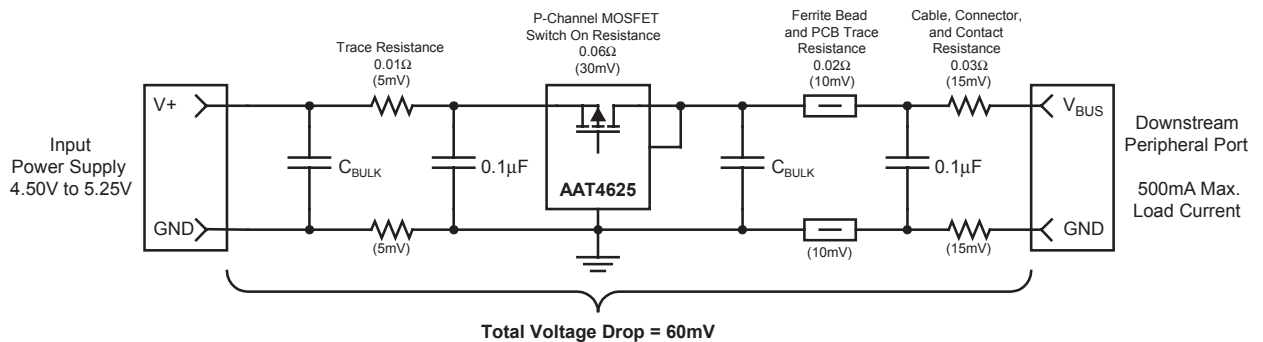 P-Channel MOSFET
Switch On Resistance
0.06Ω
(30mV)
Trace Resistance
0.01Ω
(5mV)
Ferrite Bead
and PCB Trace
Resistance
0.02Ω
(10mV)
Cable, Connector,
and Contact
Resistance
0.03Ω
(15mV)
Input
Power Supply
4.50V to 5.25V
V+
GND
C_BULK
0.1μF
AAT4625
C_BULK
0.1μF
V_BUS
GND
Downstream
Peripheral Port
500mA Max.
Load Current
(5mV)
(10mV)
(15mV)
Total Voltage Drop = 60mV